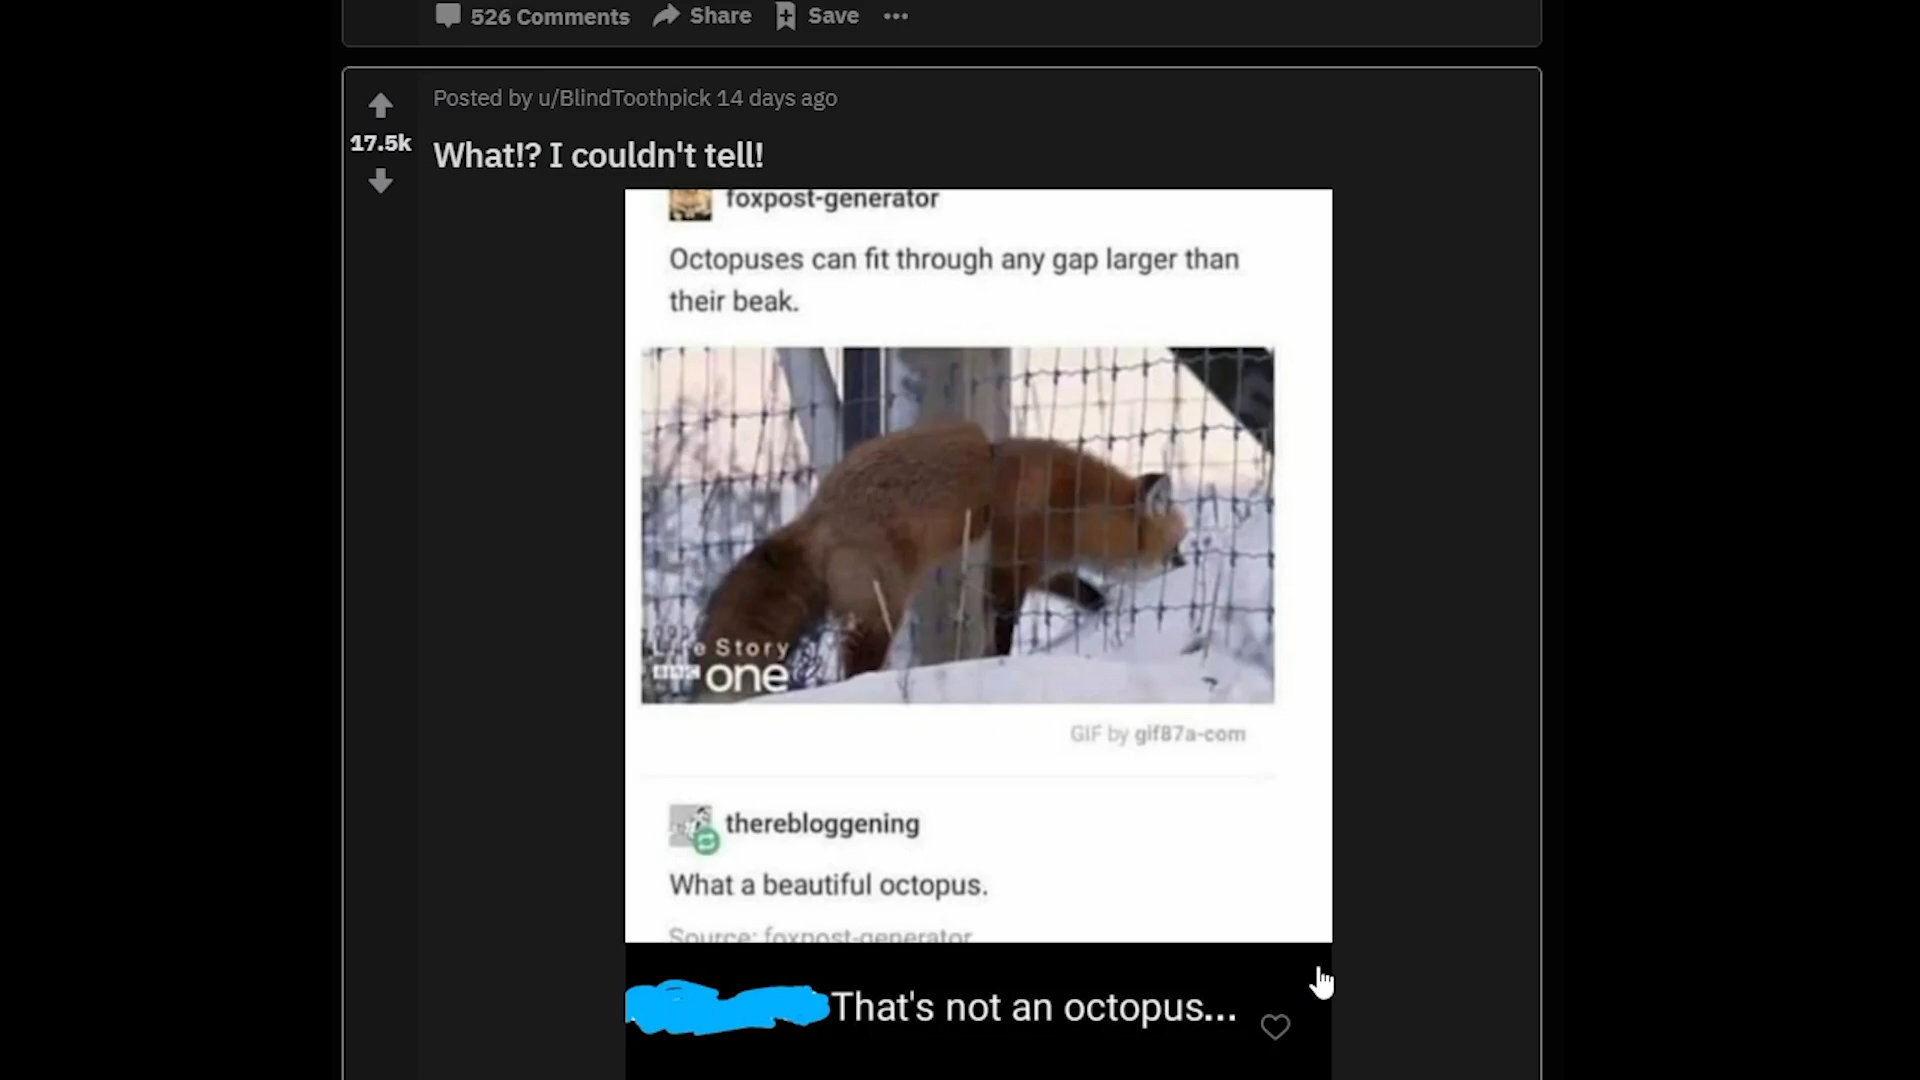 526 Comments Share Save
Posted by u/BlindToothpick 14 days ago
17.5k
What!? I couldn't tell!
foxpost-generator
Octopuses can fit through any gap larger than
their beak.
Life Story
BBC one
GIF by gif87a-com
therebloggening
What a beautiful octopus.
Source: foxpost-generator
That's not an octopus...